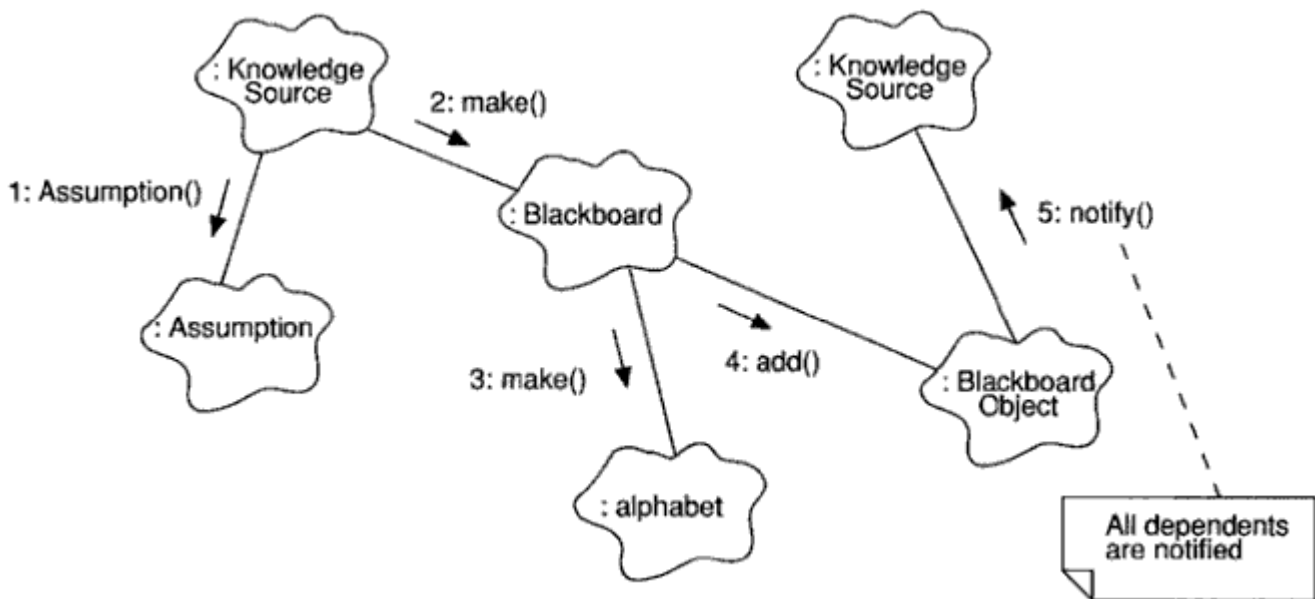 : Knowledge
Source
: Knowledge
Source
2: make()
1: Assumption()
: Blackboard
5: notify()
: Assumption
3: make()
4: add()
: Blackboard
Object
: alphabet
All dependents
are notified